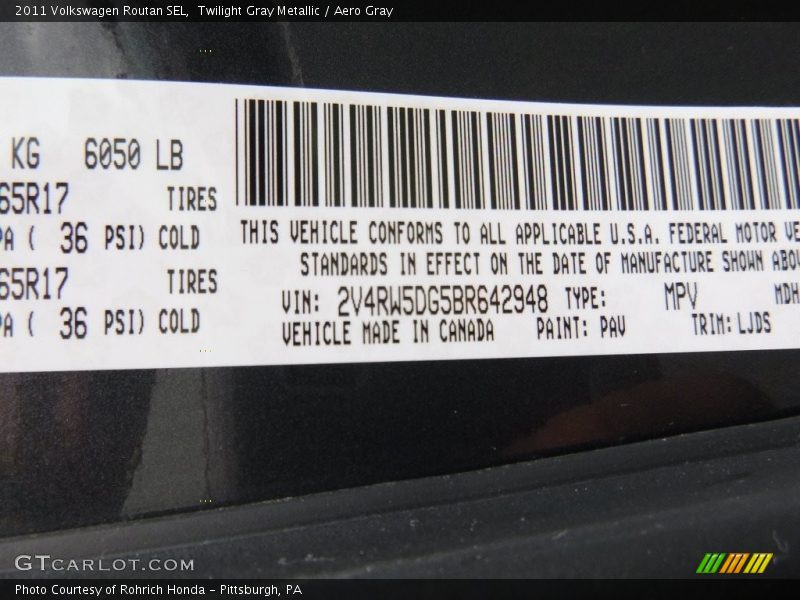 2011 Volkswagen Routan SEL, Twilight Gray Metallic / Aero Gray
KG 6050 LB
65R17 TIRES
PA ( 36 PSI) COLD
65R17 TIRES
PA ( 36 PSI) COLD
THIS VEHICLE CONFORMS TO ALL APPLICABLE U.S.A. FEDERAL MOTOR VE
STANDARDS IN EFFECT ON THE DATE OF MANUFACTURE SHOWN ABOV
VIN: 2V4RW5DG5BR642948 TYPE: MPV MDH
VEHICLE MADE IN CANADA PAINT: PAV TRIM: LJDS
GTCARLOT.COM
Photo Courtesy of Rohrich Honda - Pittsburgh, PA